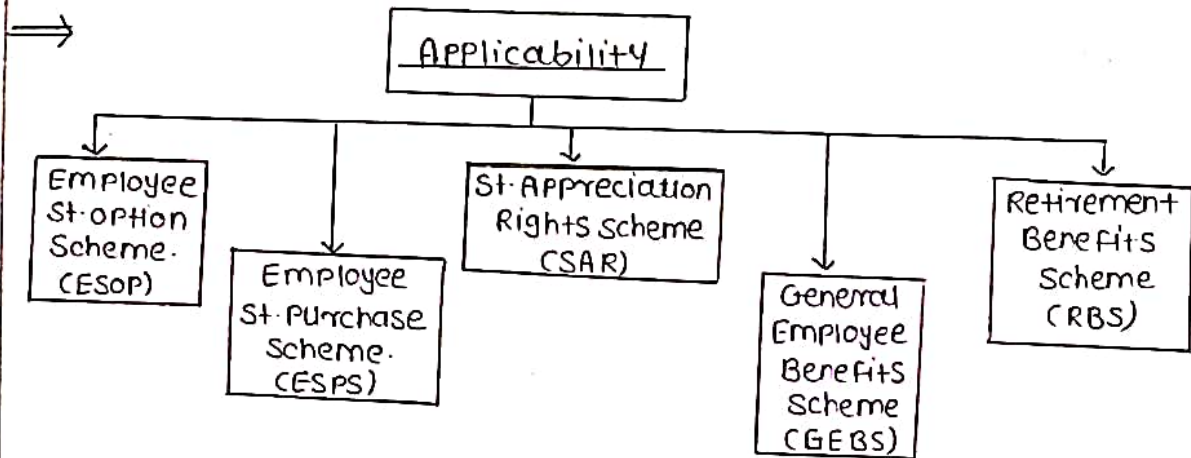 Applicability
Employee
St. option
Scheme.
(ESOP)
Employee
St. Purchase
Scheme.
(ESPS)
St. Appreciation
Rights scheme
(SAR)
General
Employee
Benefits
Scheme
(GEBS)
Retirement
Benefits
Scheme
(RBS)